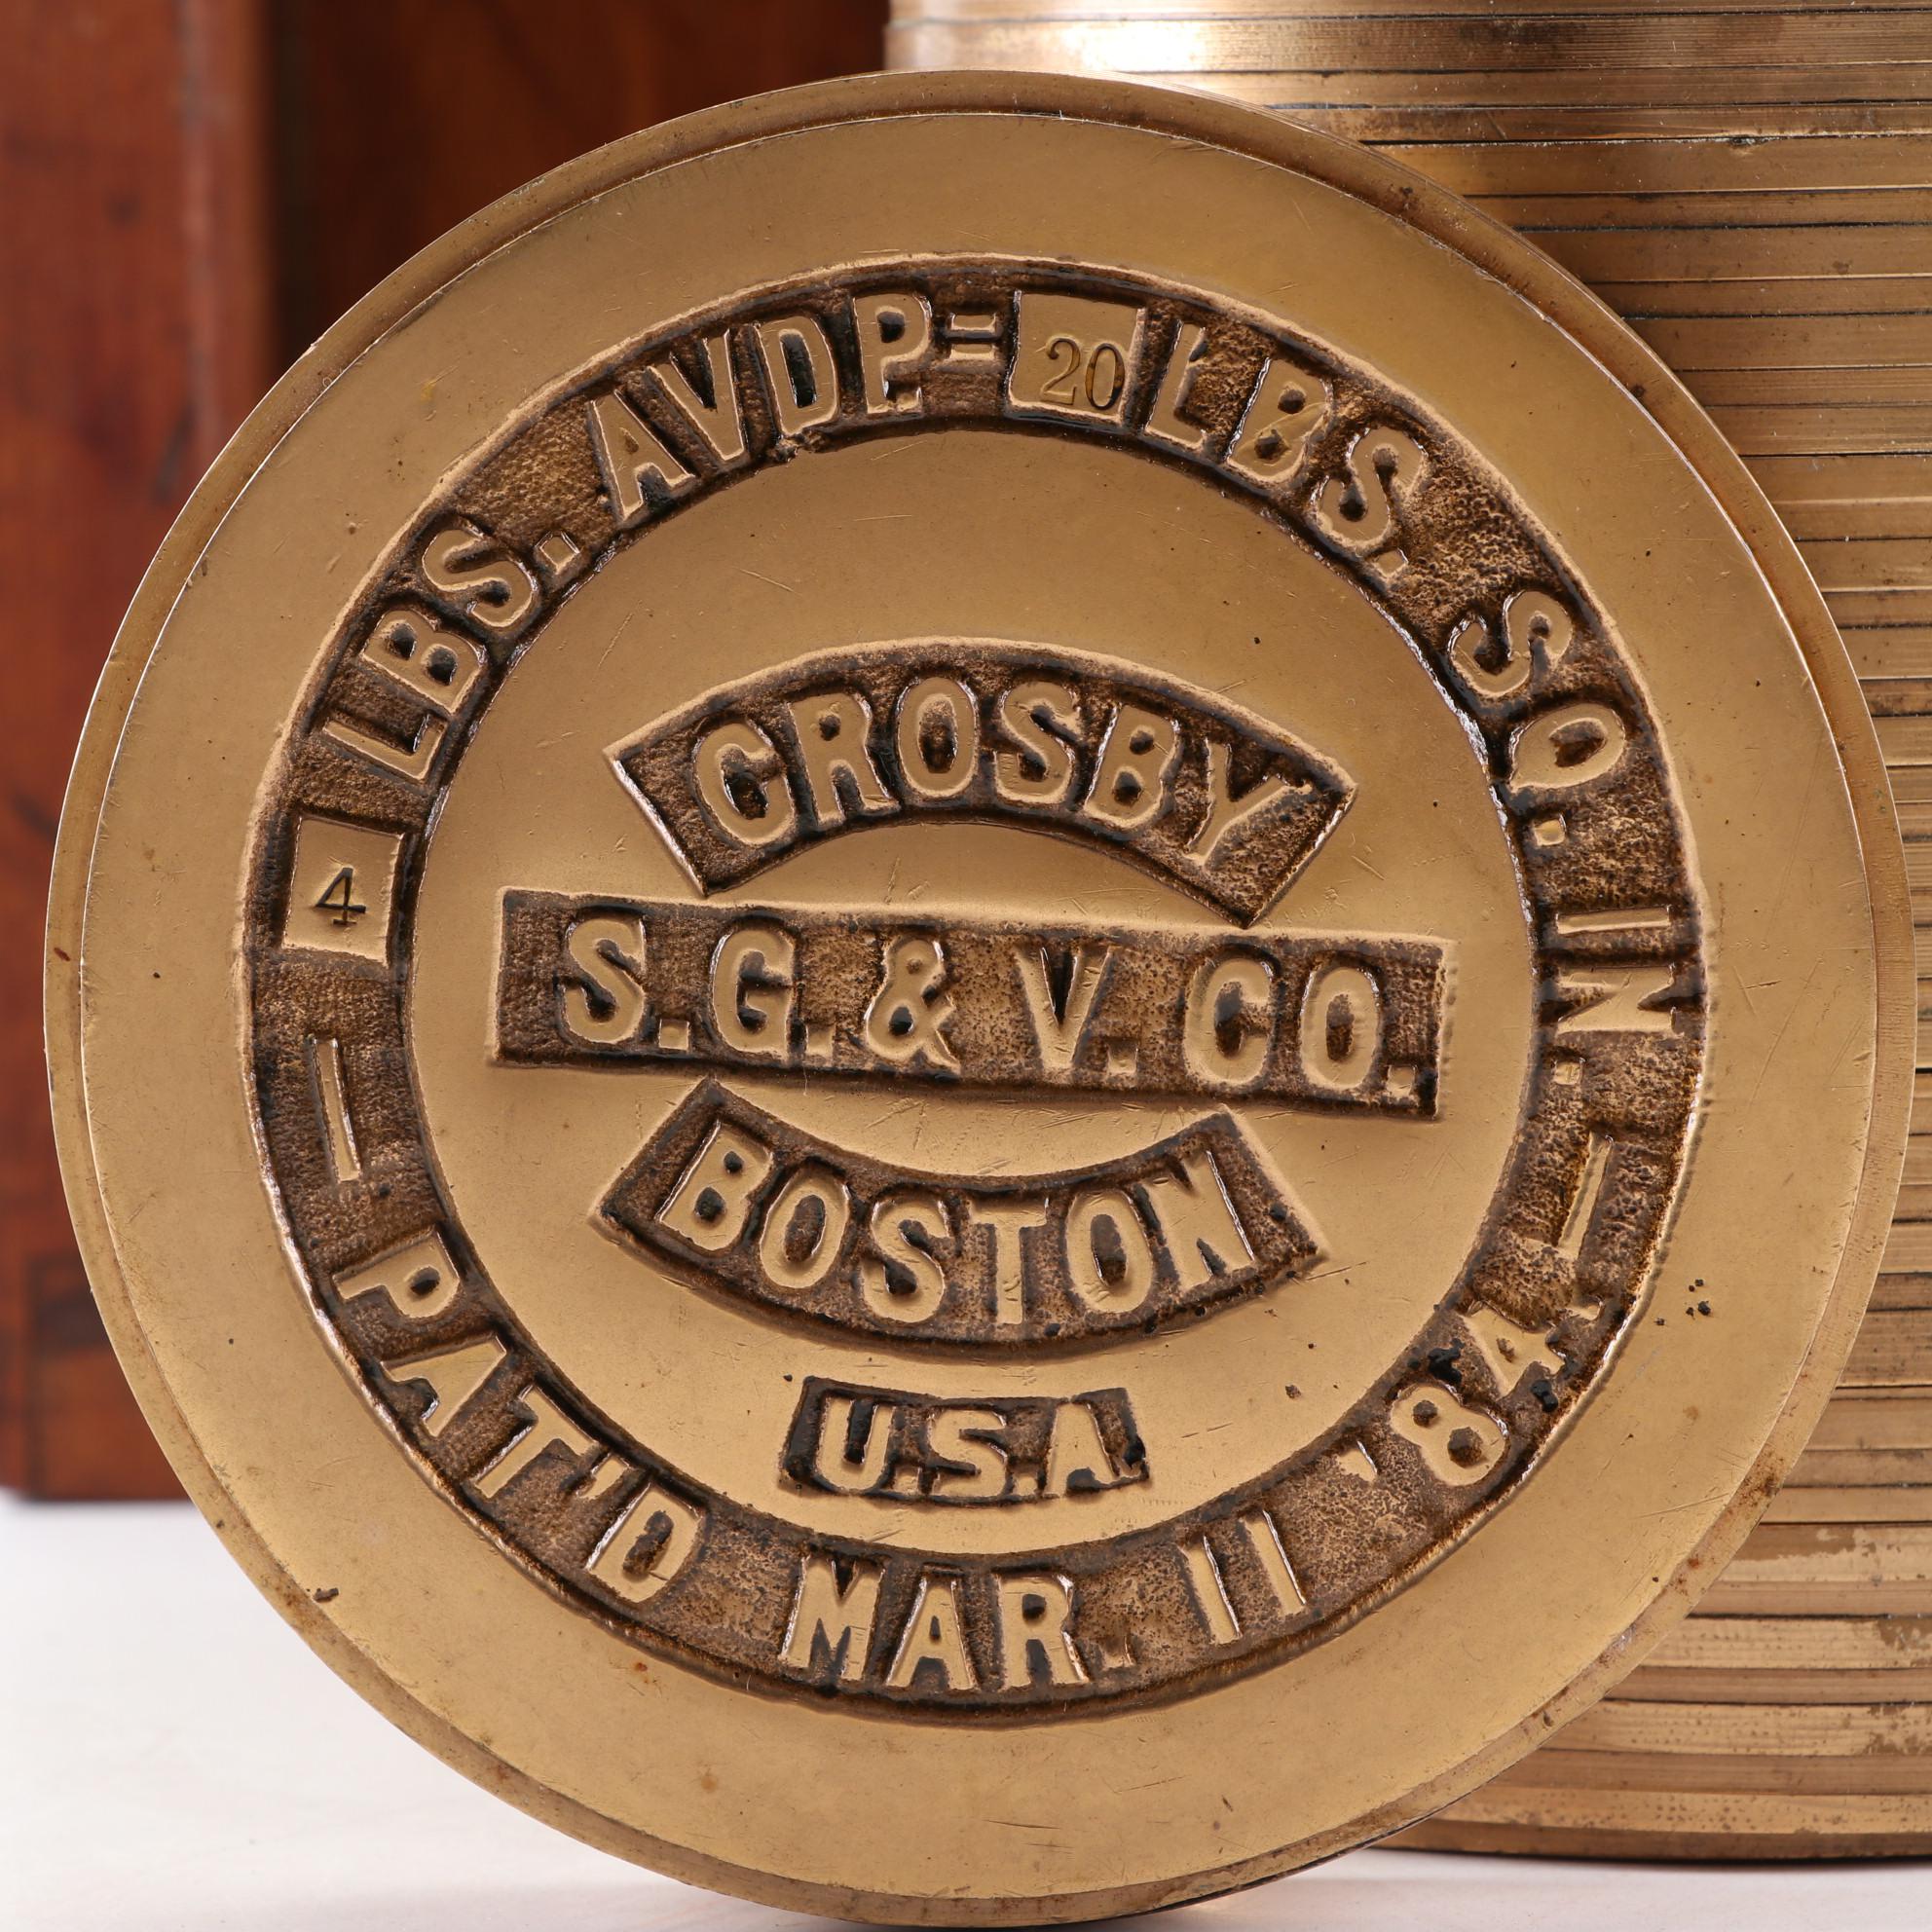 4 LBS. AVDP = 20 LBS. SQ. IN. — PAT'D MAR. 11 '84. —
CROSBY
S.G. & V. CO.
BOSTON
U.S.A.